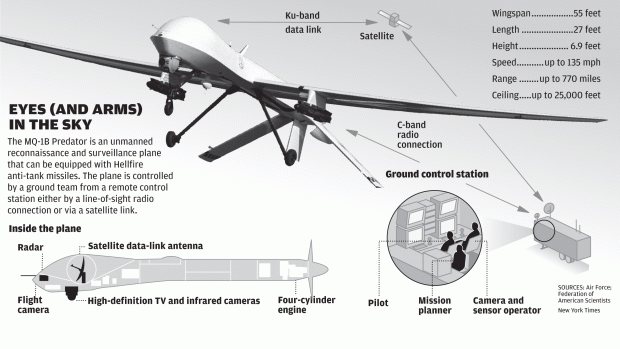 Ku-band
data link
Satellite
Wingspan..............55 feet
Length .................27 feet
Height.................. 6.9 feet
Speed...........up to 135 mph
Range ........up to 770 miles
Ceiling.....up to 25,000 feet
EYES (AND ARMS)
IN THE SKY
The MQ-1B Predator is an unmanned
reconnaissance and surveillance plane
that can be equipped with Hellfire
anti-tank missiles. The plane is controlled
by a ground team from a remote control
station either by a line-of-sight radio
connection or via a satellite link.
C-band
radio
connection
Ground control station
Inside the plane
Radar
Satellite data-link antenna
Flight
camera
High-definition TV and infrared cameras
Four-cylinder
engine
Pilot
Mission
planner
Camera and
sensor operator
SOURCES: Air Force;
Federation of
American Scientists
New York Times